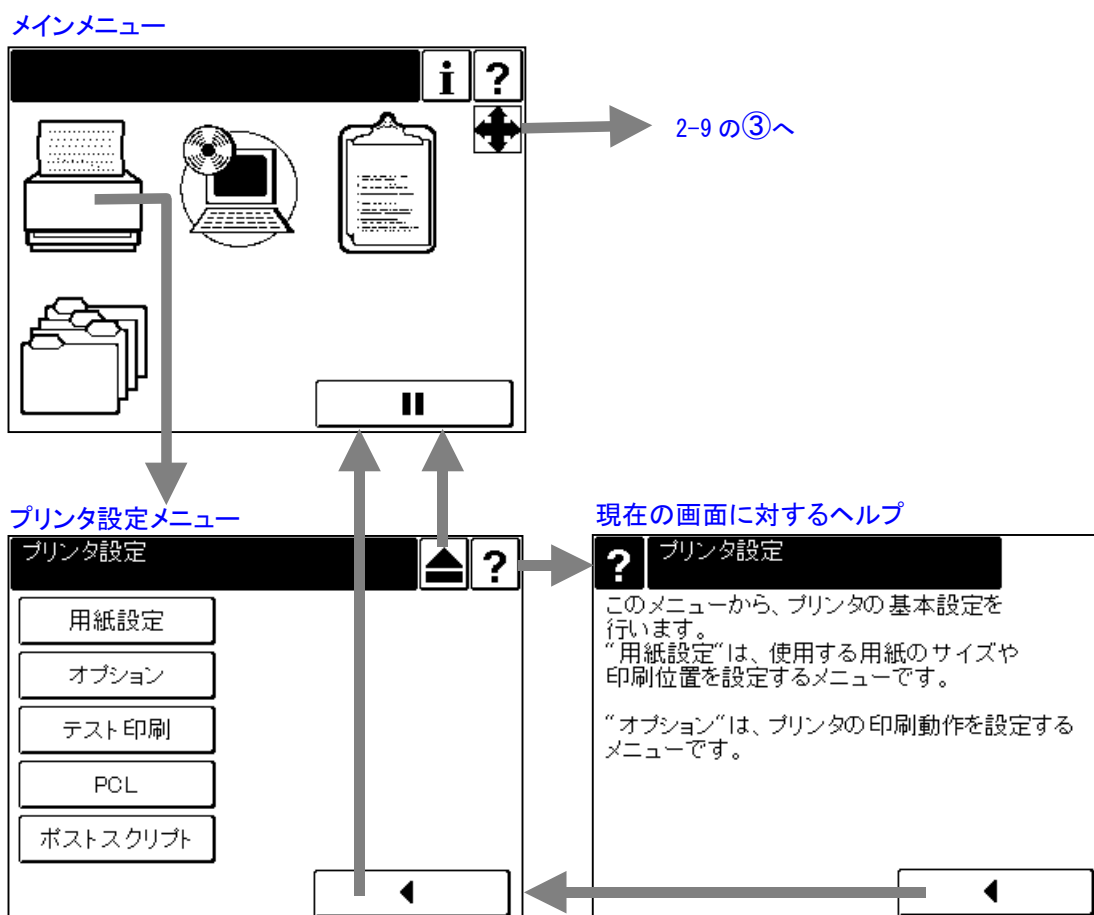 メインメニュー
i ?
2-9 の③へ
プリンタ設定メニュー
プリンタ設定
?
用紙設定
オプション
テスト印刷
PCL
ポストスクリプト
現在の画面に対するヘルプ
? プリンタ設定
このメニューから、プリンタの基本設定を
行います。
“用紙設定“は、使用する用紙のサイズや
印刷位置を設定するメニューです。
“オプション“は、プリンタの印刷動作を設定する
メニューです。